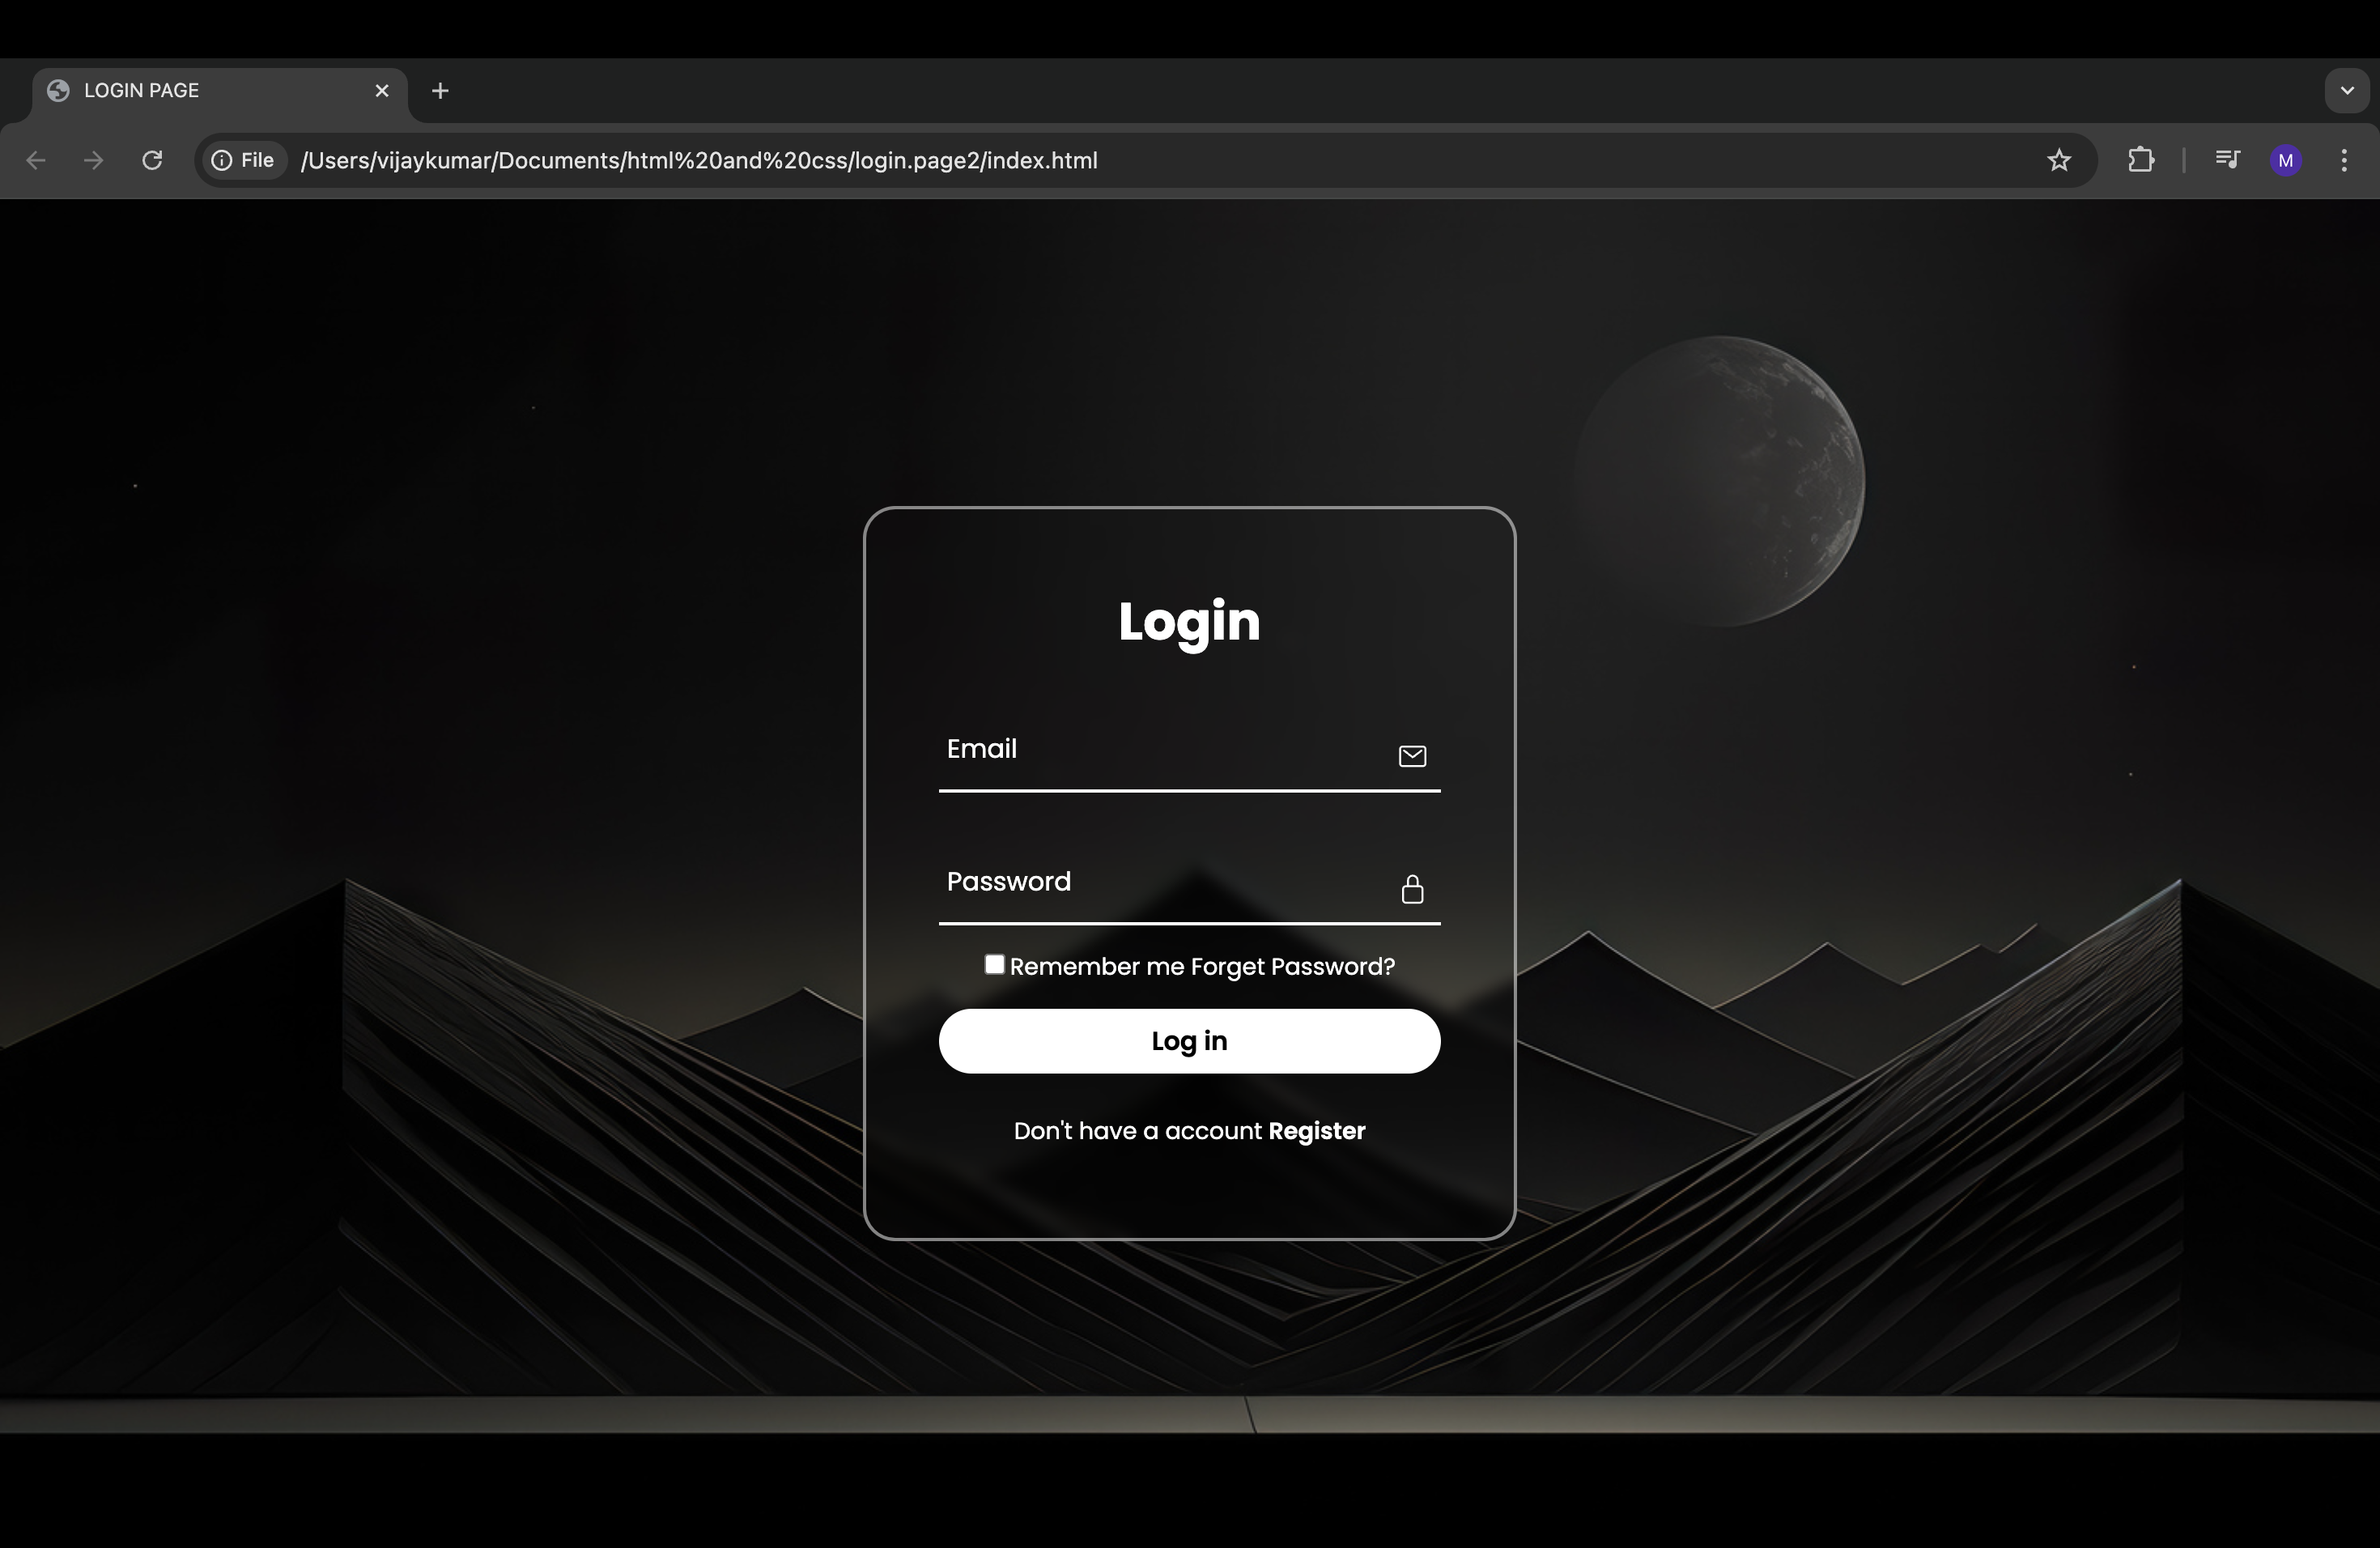 LOGIN PAGE
File /Users/vijaykumar/Documents/html%20and%20css/login.page2/index.html
M
Login
Email
Password
Remember me Forget Password?
Log in
Don't have a account Register